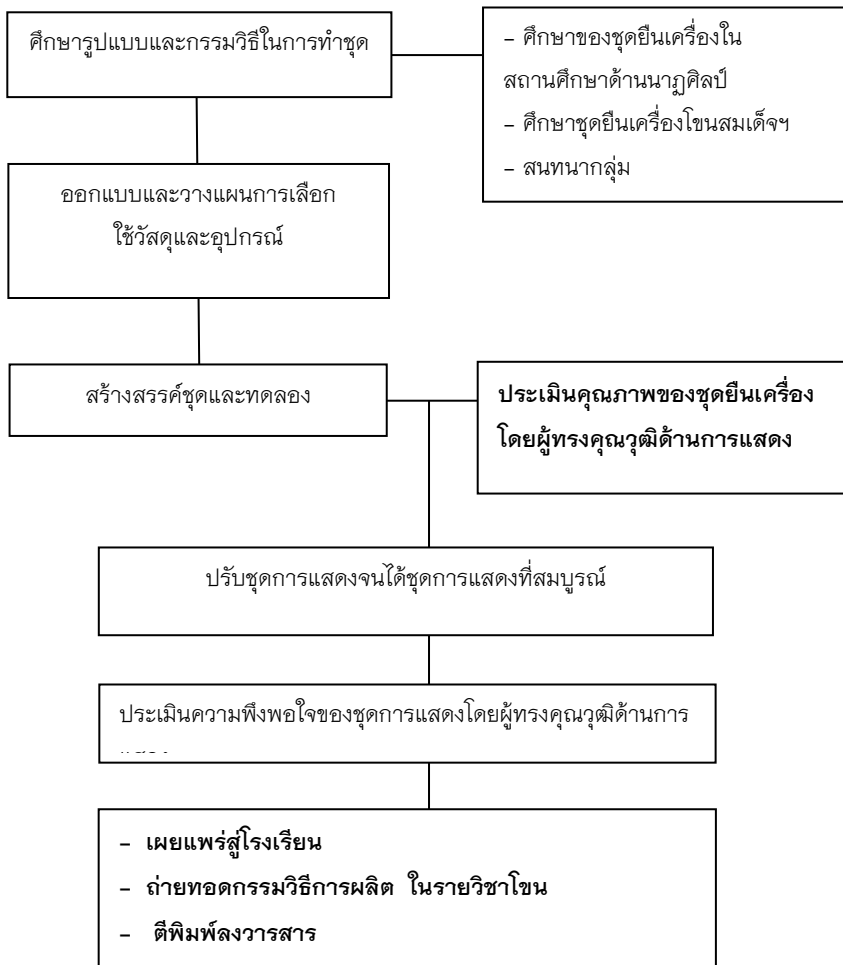 ศึกษารูปแบบและกรรมวิธีในการทำชุด
– ศึกษาของชุดยืนเครื่องใน
สถานศึกษาด้านนาฏศิลป์
– ศึกษาชุดยืนเครื่องโขนสมเด็จฯ
– สนทนากลุ่ม
ออกแบบและวางแผนการเลือก
ใช้วัสดุและอุปกรณ์
สร้างสรรค์ชุดและทดลอง
ประเมินคุณภาพของชุดยืนเครื่อง
โดยผู้ทรงคุณวุฒิด้านการแสดง
ปรับชุดการแสดงจนได้ชุดการแสดงที่สมบูรณ์
ประเมินความพึงพอใจของชุดการแสดงโดยผู้ทรงคุณวุฒิด้านการ
– เผยแพร่สู่โรงเรียน
– ถ่ายทอดกรรมวิธีการผลิต ในรายวิชาโขน
– ตีพิมพ์ลงวารสาร